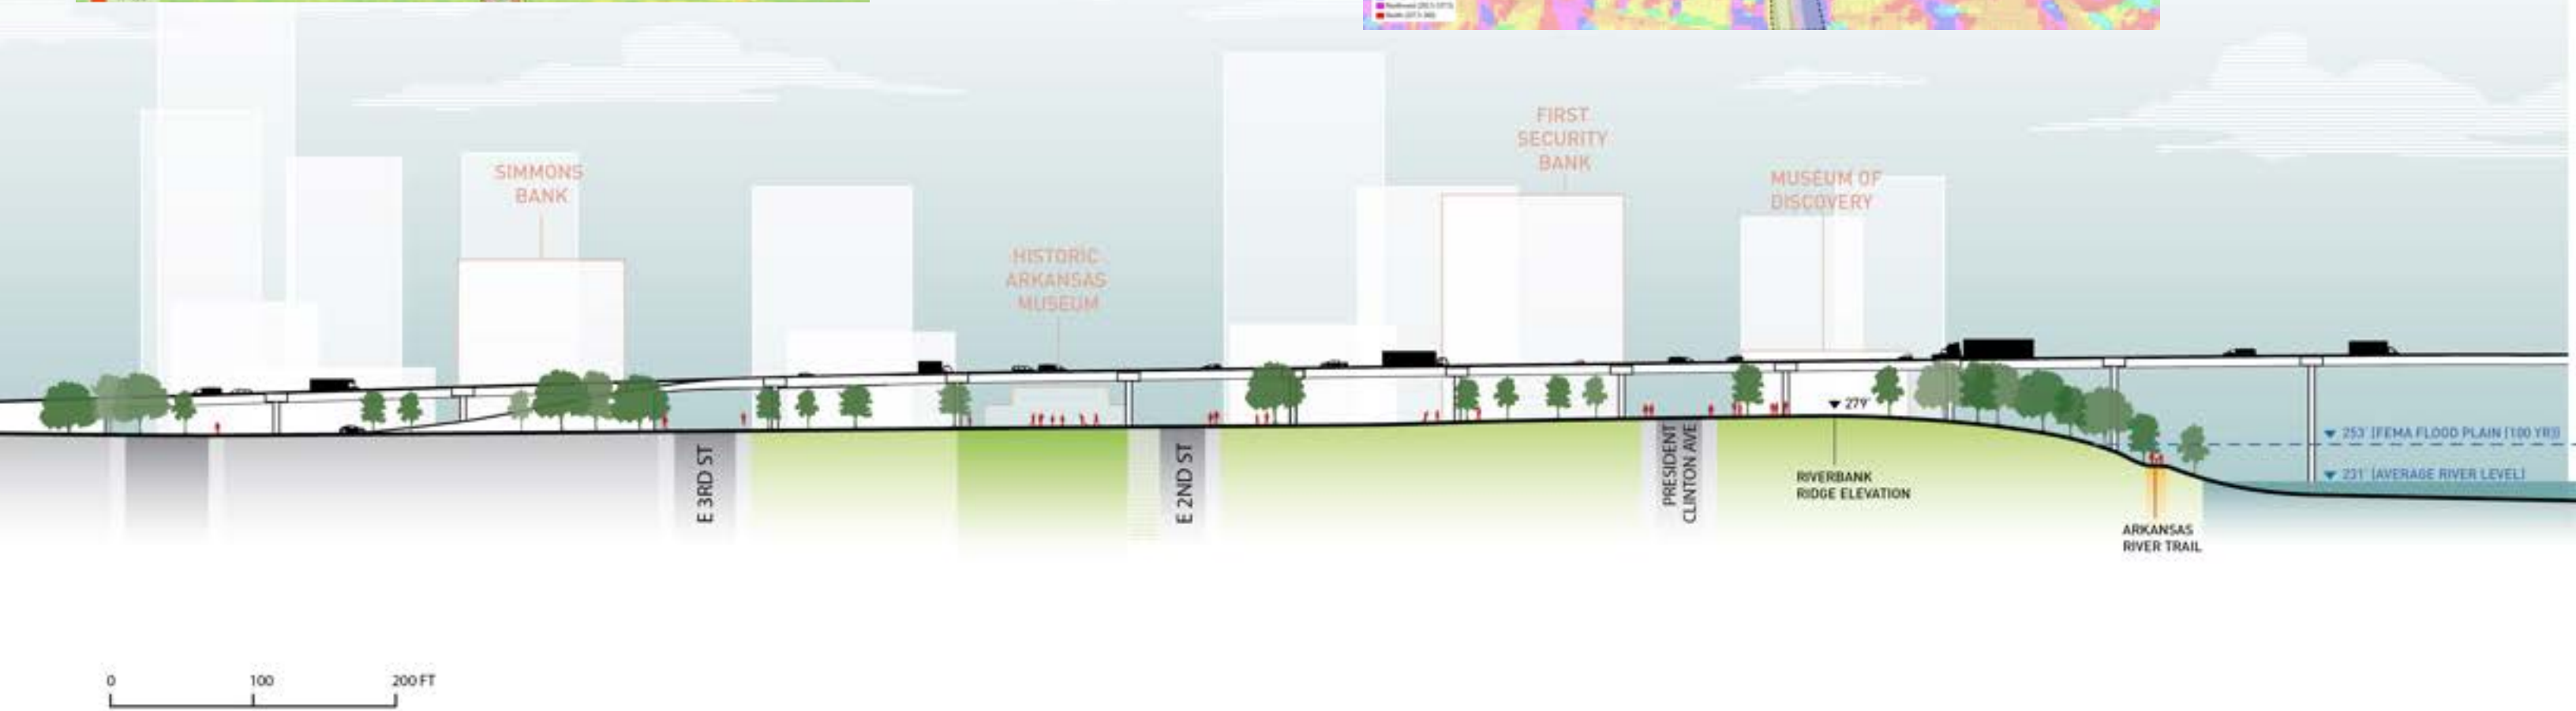 SIMMONS
BANK
HISTORIC
ARKANSAS
MUSEUM
FIRST
SECURITY
BANK
MUSEUM OF
DISCOVERY
279'
253' (FEMA FLOOD PLAIN [100 YR])
231' (AVERAGE RIVER LEVEL)
E 3RD ST
E 2ND ST
PRESIDENT
CLINTON AVE
RIVERBANK
RIDGE ELEVATION
ARKANSAS
RIVER TRAIL
0 100 200 FT